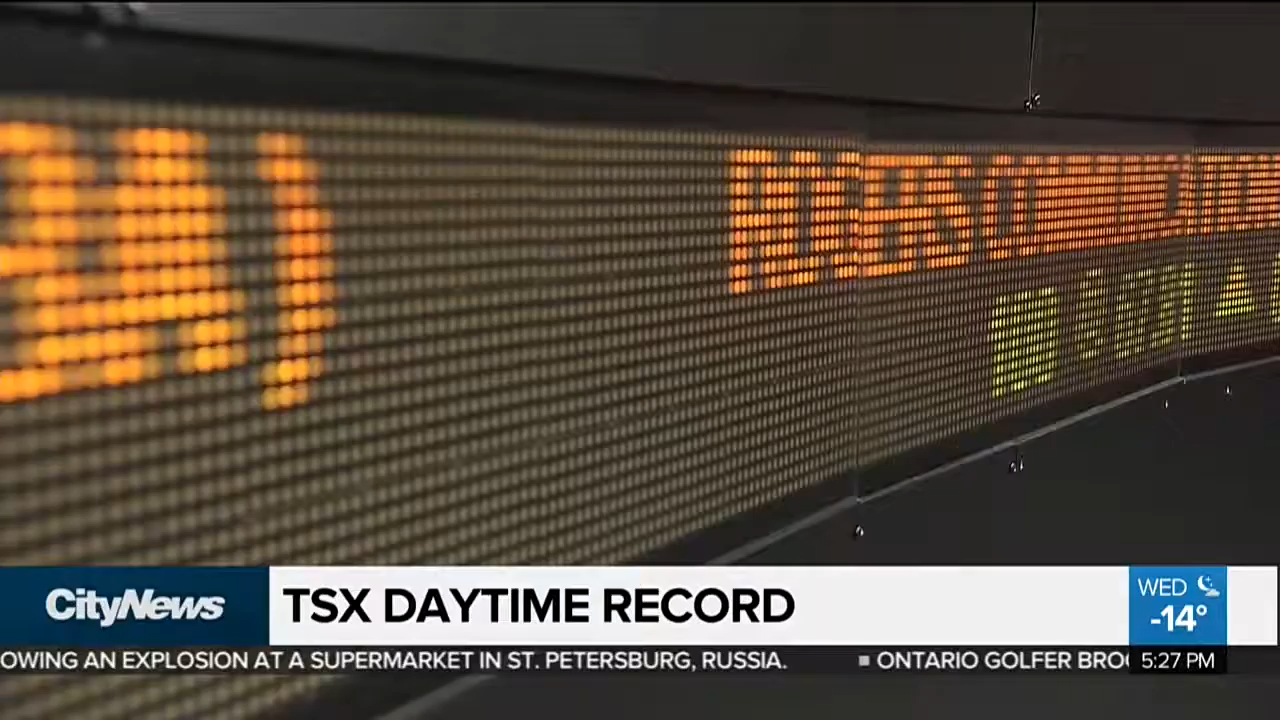 CityNews
TSX DAYTIME RECORD
WED
-14°
OWING AN EXPLOSION AT A SUPERMARKET IN ST. PETERSBURG, RUSSIA. ■ ONTARIO GOLFER BRO
5:27 PM